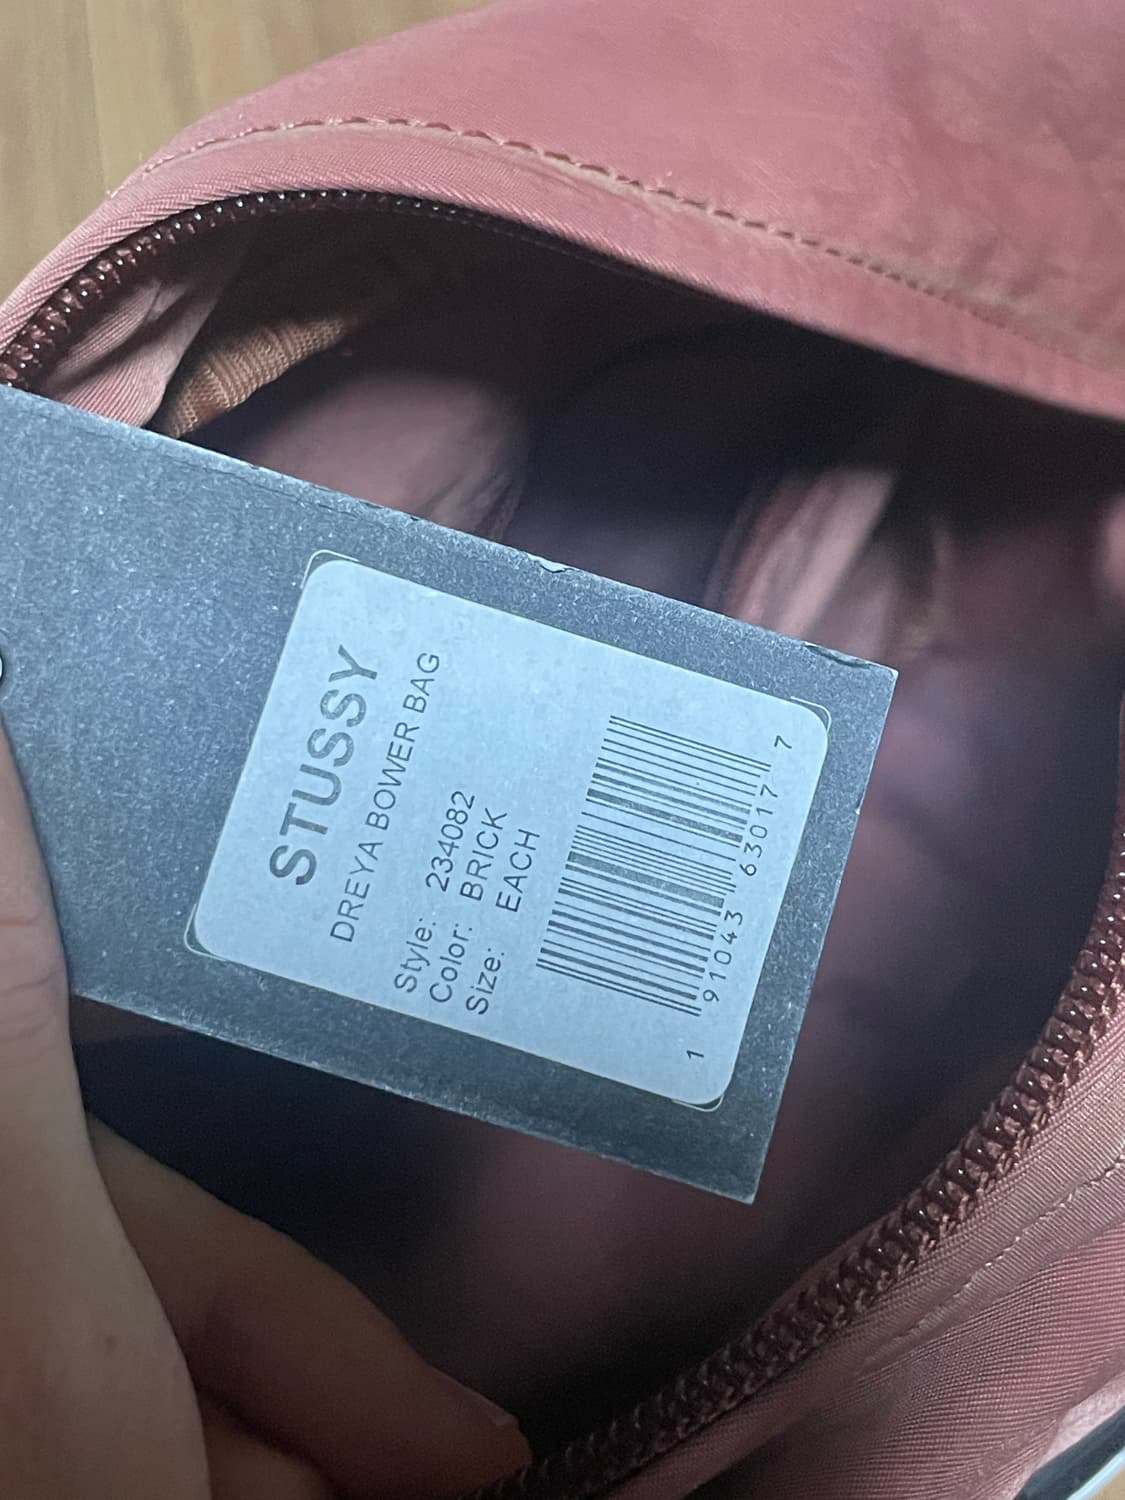 STUSSY
DREYA BOWER BAG
Style: 234082
Color: BRICK
Size: EACH
1 91043 63017 7